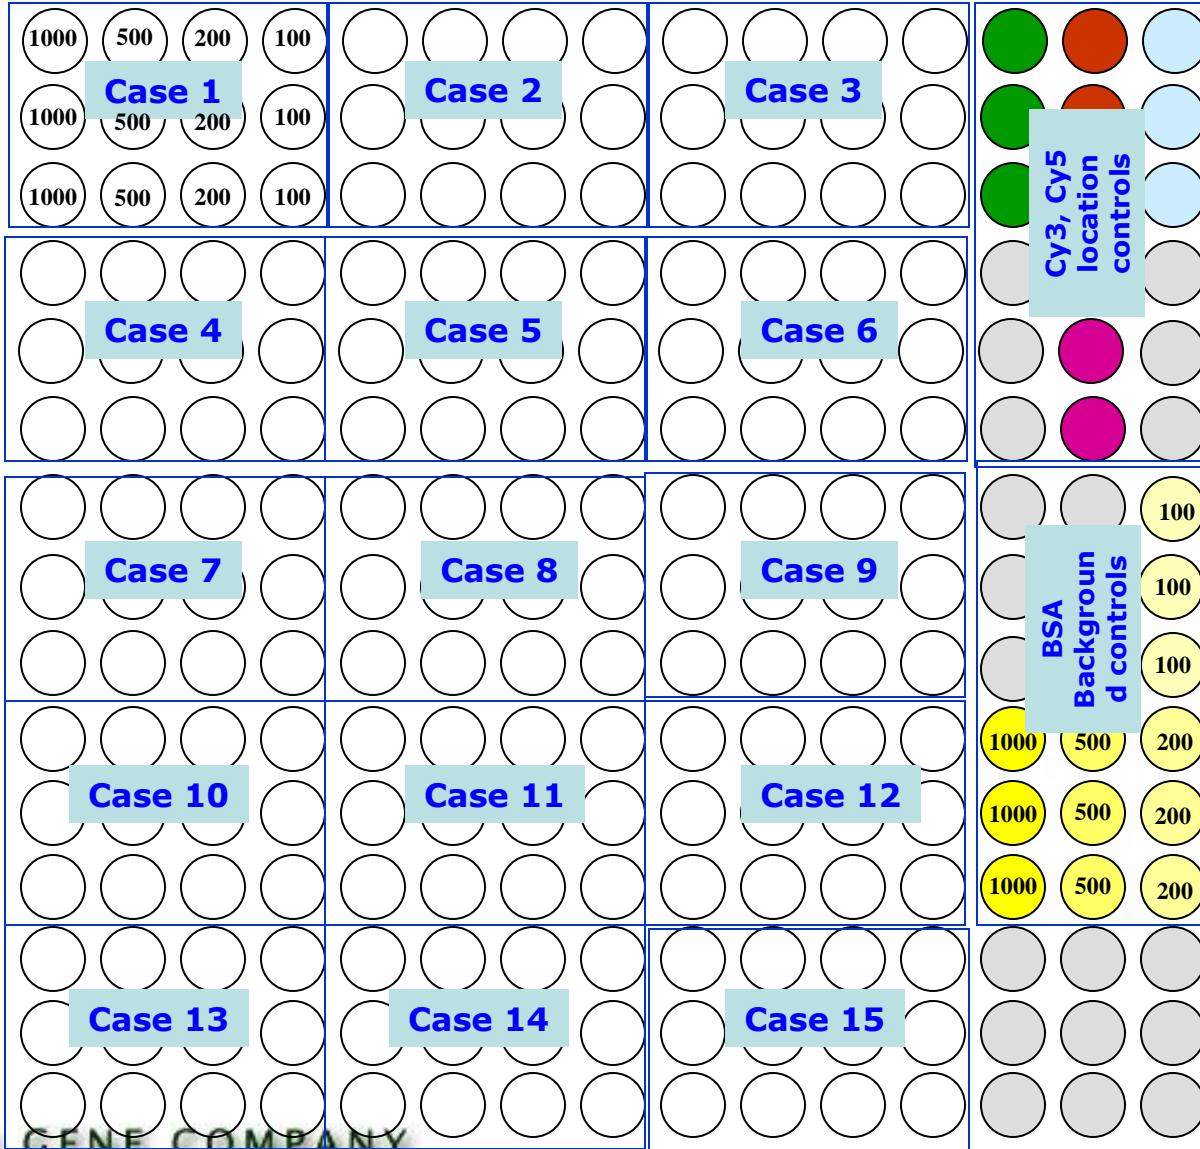 1000 500 200 100
Case 1
1000 500 200 100
1000 500 200 100
Case 2
Case 3
Cy3, Cy5
location
controls
Case 4
Case 5
Case 6
Case 7
Case 8
Case 9
100
100
100
BSA
Backgroun
d controls
1000 500 200
1000 500 200
1000 500 200
Case 10
Case 11
Case 12
Case 13
Case 14
Case 15
GENE COMPANY